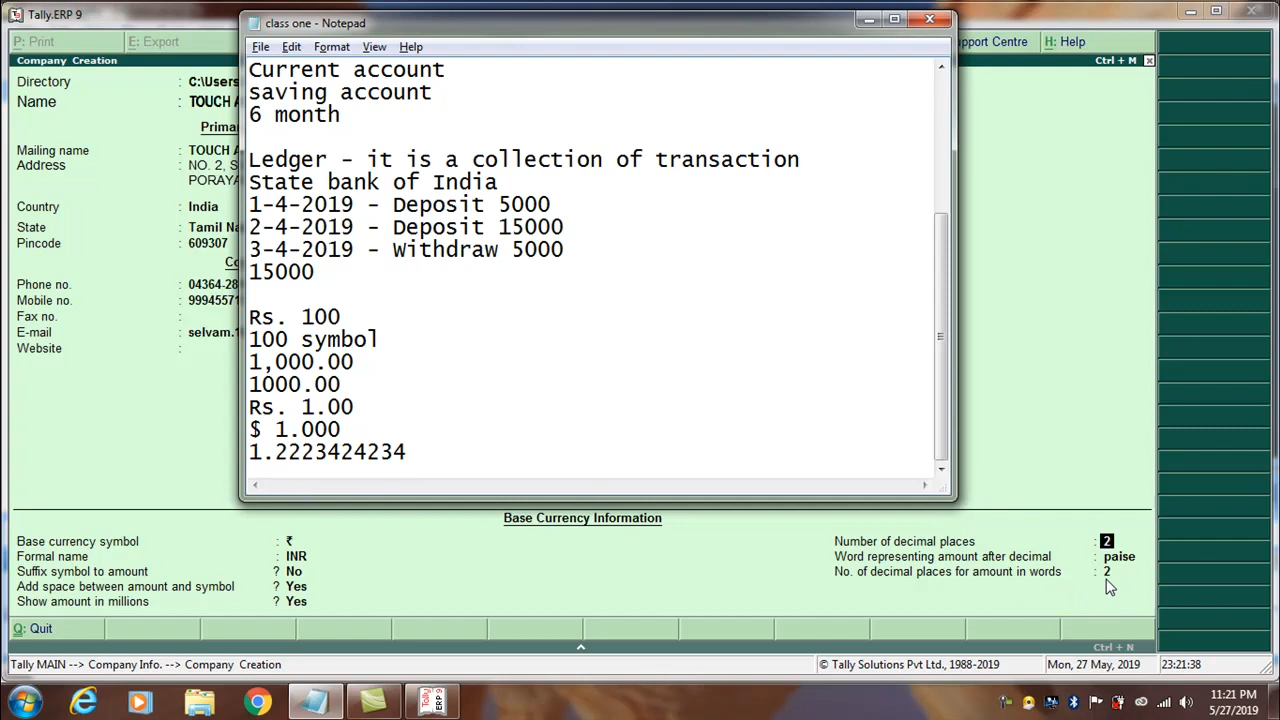 Tally.ERP 9
class one - Notepad
File Edit Format View Help
P: Print E: Export pport Centre H: Help
Company Creation Ctrl + M
Directory : C:\Users
Name : TOUCH A
Prima
Mailing name : TOUCH A
Address : NO. 2, S
PORAYA
Country : India
State : Tamil Na
Pincode : 609307
Co
Phone no. : 04364-28
Mobile no. : 99945571
Fax no. :
E-mail : selvam.1
Website :
Current account
saving account
6 month
Ledger - it is a collection of transaction
State bank of India
1-4-2019 - Deposit 5000
2-4-2019 - Deposit 15000
3-4-2019 - Withdraw 5000
15000
Rs. 100
100 symbol
1,000.00
1000.00
Rs. 1.00
$ 1.000
1.2223424234
Base Currency Information
Base currency symbol : ₹ Number of decimal places : 2
Formal name : INR Word representing amount after decimal : paise
Suffix symbol to amount ? No No. of decimal places for amount in words : 2
Add space between amount and symbol ? Yes
Show amount in millions ? Yes
Q: Quit
Ctrl + N
Tally MAIN --> Company Info. --> Company Creation © Tally Solutions Pvt Ltd., 1988-2019 Mon, 27 May, 2019 23:21:38
11:21 PM
5/27/2019